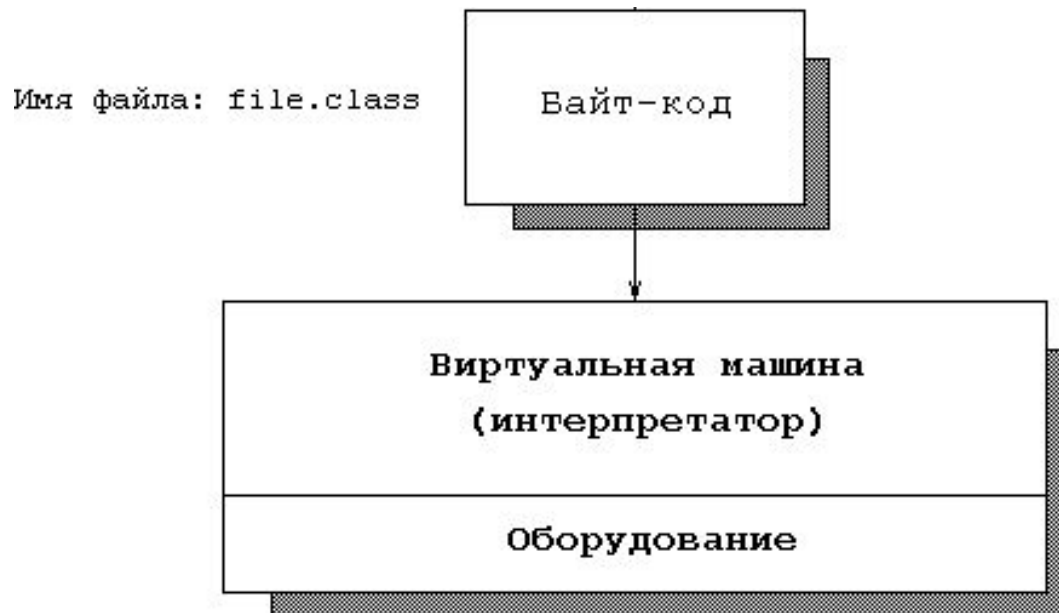 Имя файла: file.class
Байт-код
Виртуальная машина
(интерпретатор)
Оборудование